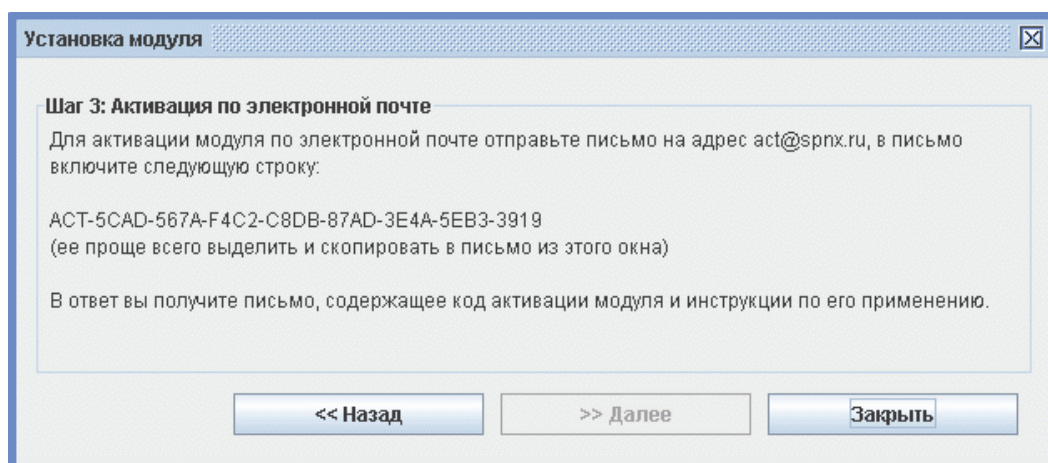 Установка модуля
Шаг 3: Активация по электронной почте
Для активации модуля по электронной почте отправьте письмо на адрес act@spnx.ru, в письмо
включите следующую строку:
ACT-5CAD-567A-F4C2-C8DB-87AD-3E4A-5EB3-3919
(ее проще всего выделить и скопировать в письмо из этого окна)
В ответ вы получите письмо, содержащее код активации модуля и инструкции по его применению.
<< Назад
>> Далее
Закрыть